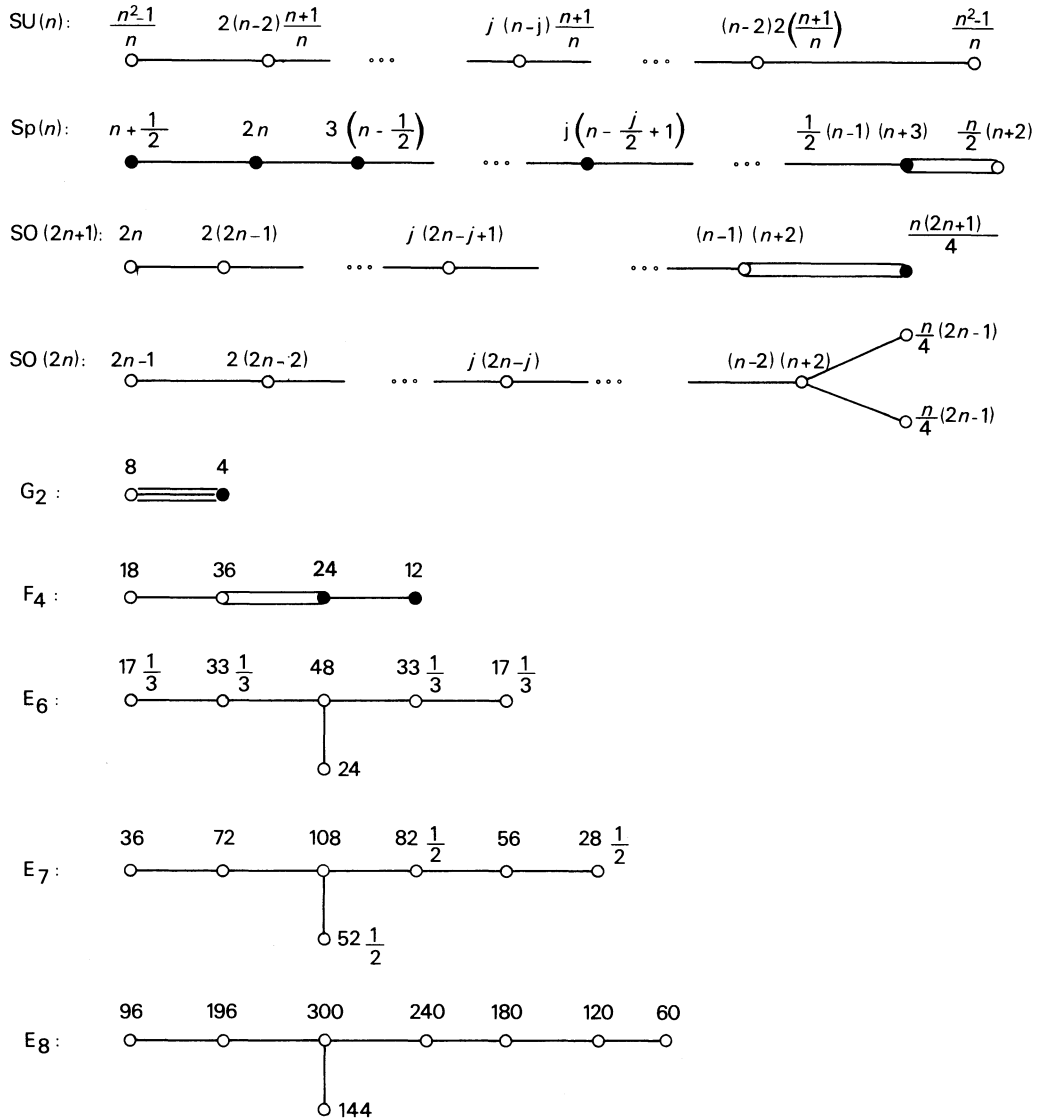 SU(n): n²-1/n 2(n-2) n+1/n ∘∘∘ j (n-j) n+1/n ∘∘∘ (n-2)2(n+1/n) n²-1/n
Sp(n): n + 1/2 2n 3 (n - 1/2) ∘∘∘ j(n - j/2 + 1) ∘∘∘ 1/2 (n-1) (n+3) n/2 (n+2)
SO(2n+1): 2n 2(2n-1) ∘∘∘ j(2n-j+1) ∘∘∘ (n-1) (n+2) n(2n+1)/4
n/4 (2n-1)
SO(2n): 2n-1 2(2n-2) ∘∘∘ j(2n-j) ∘∘∘ (n-2) (n+2)
n/4 (2n-1)
8 4
G₂ :
18 36 24 12
F₄ :
17 1/3 33 1/3 48 33 1/3 17 1/3
E₆ :
24
36 72 108 82 1/2 56 28 1/2
E₇ :
52 1/2
96 196 300 240 180 120 60
E₈ :
144